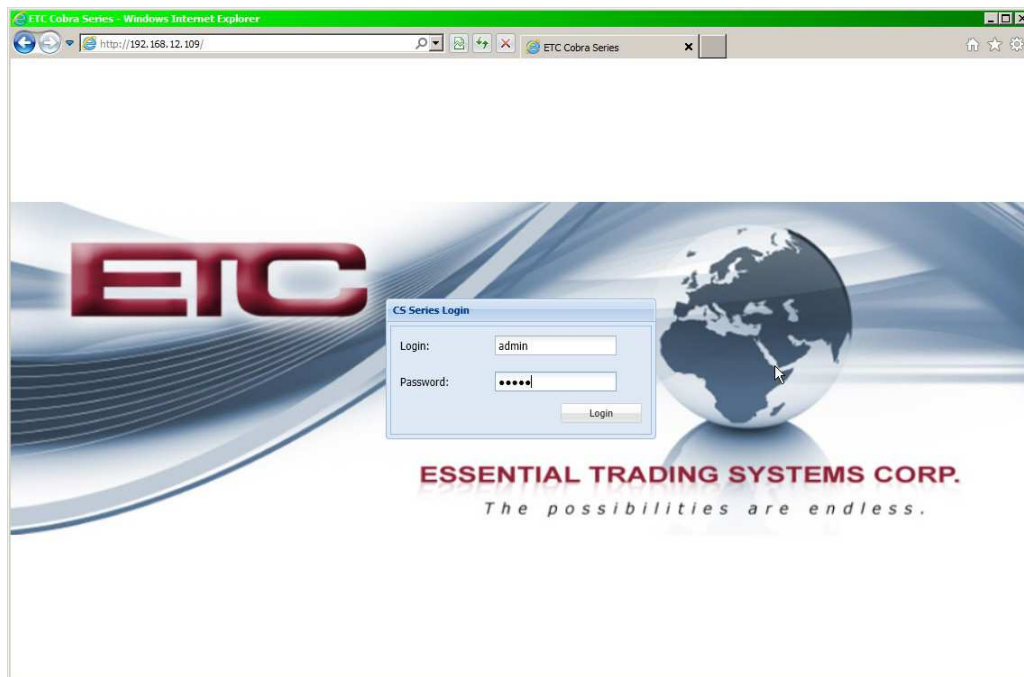 ETC Cobra Series - Windows Internet Explorer
http://192.168.12.109/
ETC Cobra Series
ETC
CS Series Login
Login: admin
Password: •••••
Login
ESSENTIAL TRADING SYSTEMS CORP.
The possibilities are endless.